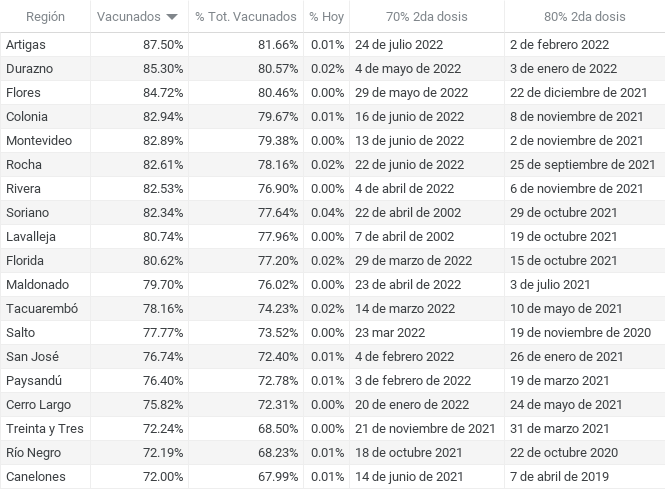 Región Vacunados % Tot. Vacunados % Hoy 70% 2da dosis 80% 2da dosis
Artigas 87.50% 81.66% 0.01% 24 de julio 2022 2 de febrero 2022
Durazno 85.30% 80.57% 0.02% 4 de mayo de 2022 3 de enero de 2022
Flores 84.72% 80.46% 0.00% 29 de mayo de 2022 22 de diciembre de 2021
Colonia 82.94% 79.67% 0.01% 16 de junio de 2022 8 de noviembre de 2021
Montevideo 82.89% 79.38% 0.00% 13 de junio de 2022 2 de noviembre de 2021
Rocha 82.61% 78.16% 0.02% 22 de junio de 2022 25 de septiembre de 2021
Rivera 82.53% 76.90% 0.00% 4 de abril de 2022 6 de noviembre de 2021
Soriano 82.34% 77.64% 0.04% 22 de abril de 2002 29 de octubre 2021
Lavalleja 80.74% 77.96% 0.00% 7 de abril de 2002 19 de octubre 2021
Florida 80.62% 77.20% 0.02% 29 de marzo de 2022 15 de octubre 2021
Maldonado 79.70% 76.02% 0.00% 23 de abril de 2022 3 de julio 2021
Tacuarembó 78.16% 74.23% 0.02% 14 de marzo 2022 10 de mayo de 2021
Salto 77.77% 73.52% 0.00% 23 mar 2022 19 de noviembre de 2020
San José 76.74% 72.40% 0.01% 4 de febrero 2022 26 de enero de 2021
Paysandú 76.40% 72.78% 0.01% 3 de febrero de 2022 19 de marzo 2021
Cerro Largo 75.82% 72.31% 0.00% 20 de enero de 2022 24 de mayo de 2021
Treinta y Tres 72.24% 68.50% 0.00% 21 de noviembre de 2021 31 de marzo 2021
Río Negro 72.19% 68.23% 0.01% 18 de octubre 2021 22 de octubre 2020
Canelones 72.00% 67.99% 0.01% 14 de junio de 2021 7 de abril de 2019